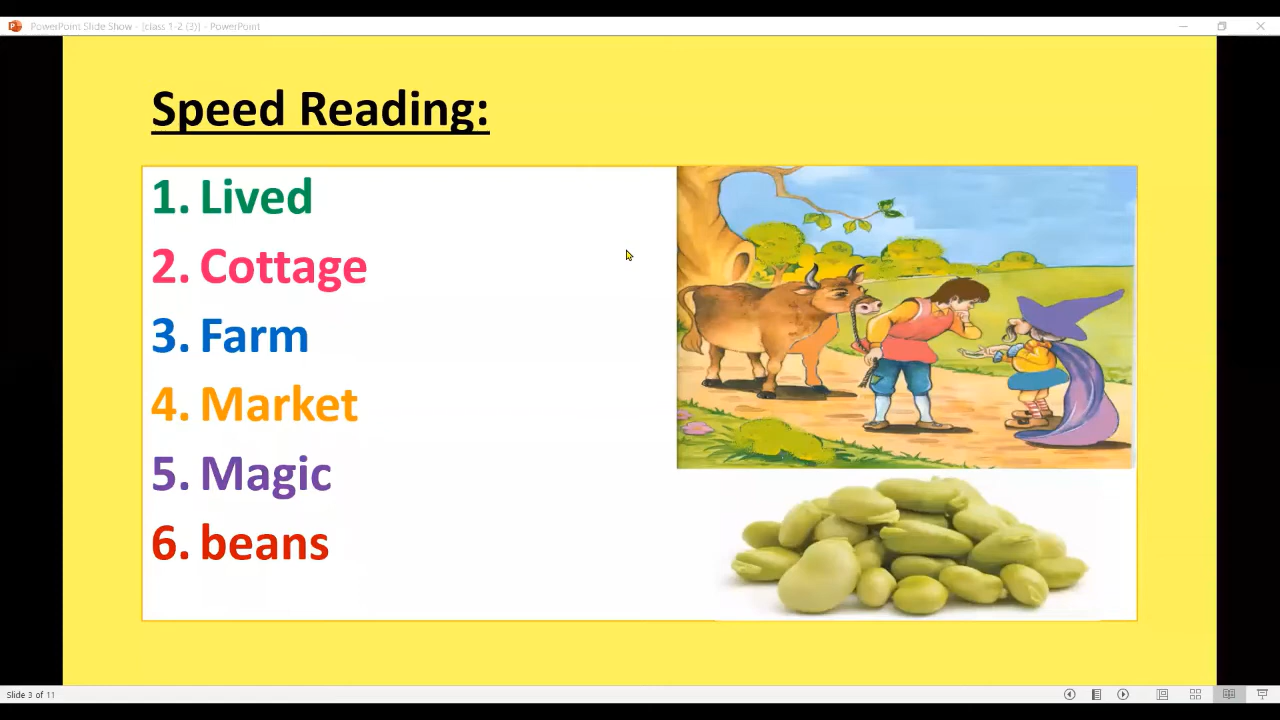 PowerPoint Slide Show - [class 1-2 (3)] - PowerPoint
Speed Reading:
1. Lived
2. Cottage
3. Farm
4. Market
5. Magic
6. beans
Slide 3 of 11